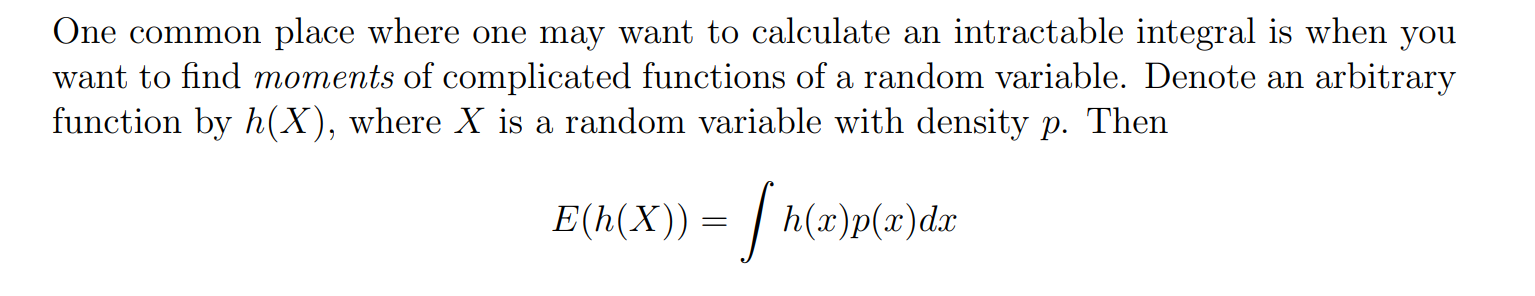 One common place where one may want to calculate an intractable integral is when you
want to find moments of complicated functions of a random variable. Denote an arbitrary
function by h(X), where X is a random variable with density p. Then
E(h(X)) = ∫ h(x)p(x)dx